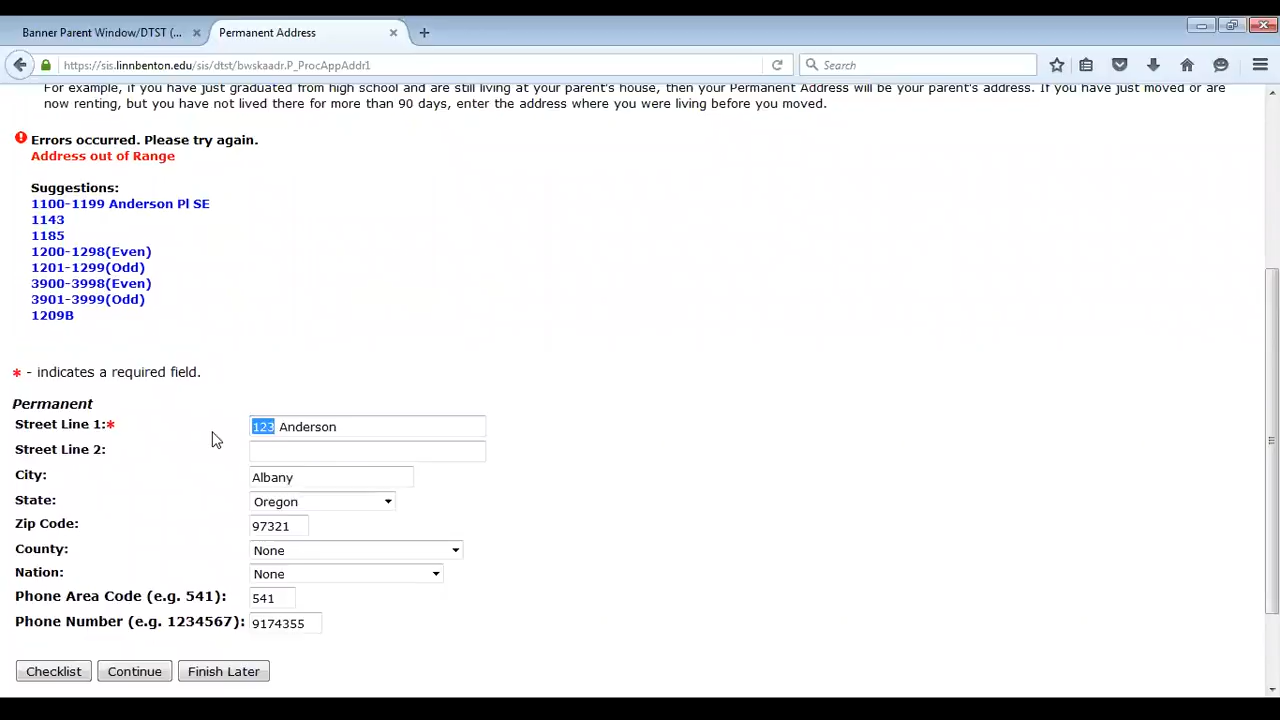 Banner Parent Window/DTST (...
Permanent Address
https://sis.linnbenton.edu/sis/dtst/bwskaadr.P_ProcAppAddr1
Search
For example, if you have just graduated from high school and are still living at your parent's house, then your Permanent Address will be your parent's address. If you have just moved or are
now renting, but you have not lived there for more than 90 days, enter the address where you were living before you moved.
Errors occurred. Please try again.
Address out of Range
Suggestions:
1100-1199 Anderson Pl SE
1143
1185
1200-1298(Even)
1201-1299(Odd)
3900-3998(Even)
3901-3999(Odd)
1209B
* - indicates a required field.
Permanent
Street Line 1:* 123 Anderson
Street Line 2:
City: Albany
State: Oregon
Zip Code: 97321
County: None
Nation: None
Phone Area Code (e.g. 541): 541
Phone Number (e.g. 1234567): 9174355
Checklist Continue Finish Later